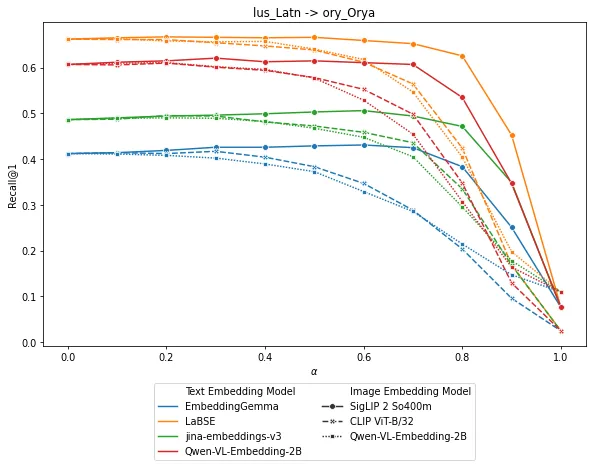 lus_Latn -> ory_Orya
Recall@1
0.6
0.5
0.4
0.3
0.2
0.1
0.0
0.0 0.2 0.4 0.6 0.8 1.0
α
Text Embedding Model
EmbeddingGemma
LaBSE
jina-embeddings-v3
Qwen-VL-Embedding-2B
Image Embedding Model
SigLIP 2 So400m
CLIP ViT-B/32
Qwen-VL-Embedding-2B